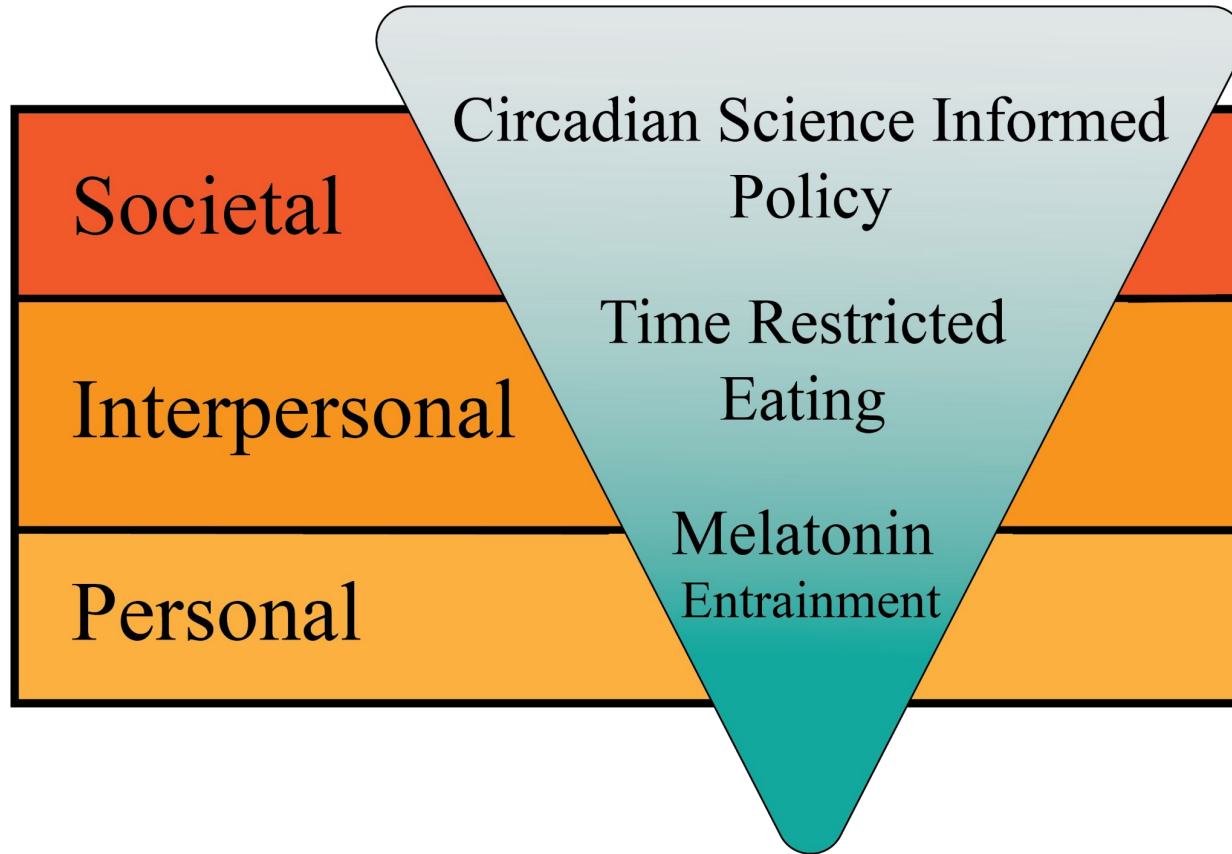 Circadian Science Informed
Policy
Societal
Time Restricted
Eating
Interpersonal
Melatonin
Entrainment
Personal